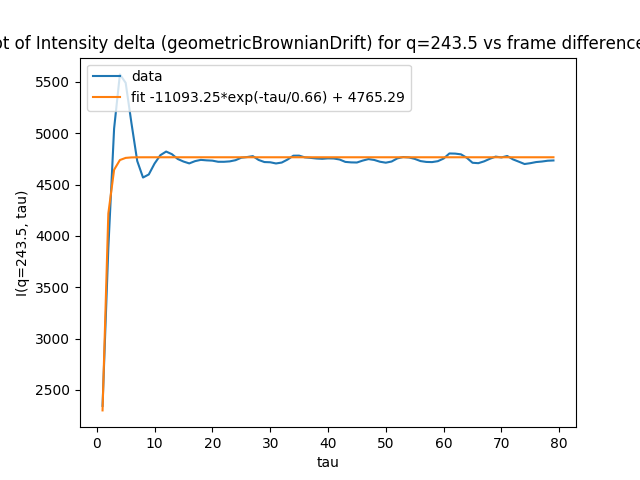 ot of Intensity delta (geometricBrownianDrift) for q=243.5 vs frame difference
data
fit -11093.25*exp(-tau/0.66) + 4765.29
5500
5000
4500
4000
3500
3000
2500
I(q=243.5, tau)
0 10 20 30 40 50 60 70 80
tau